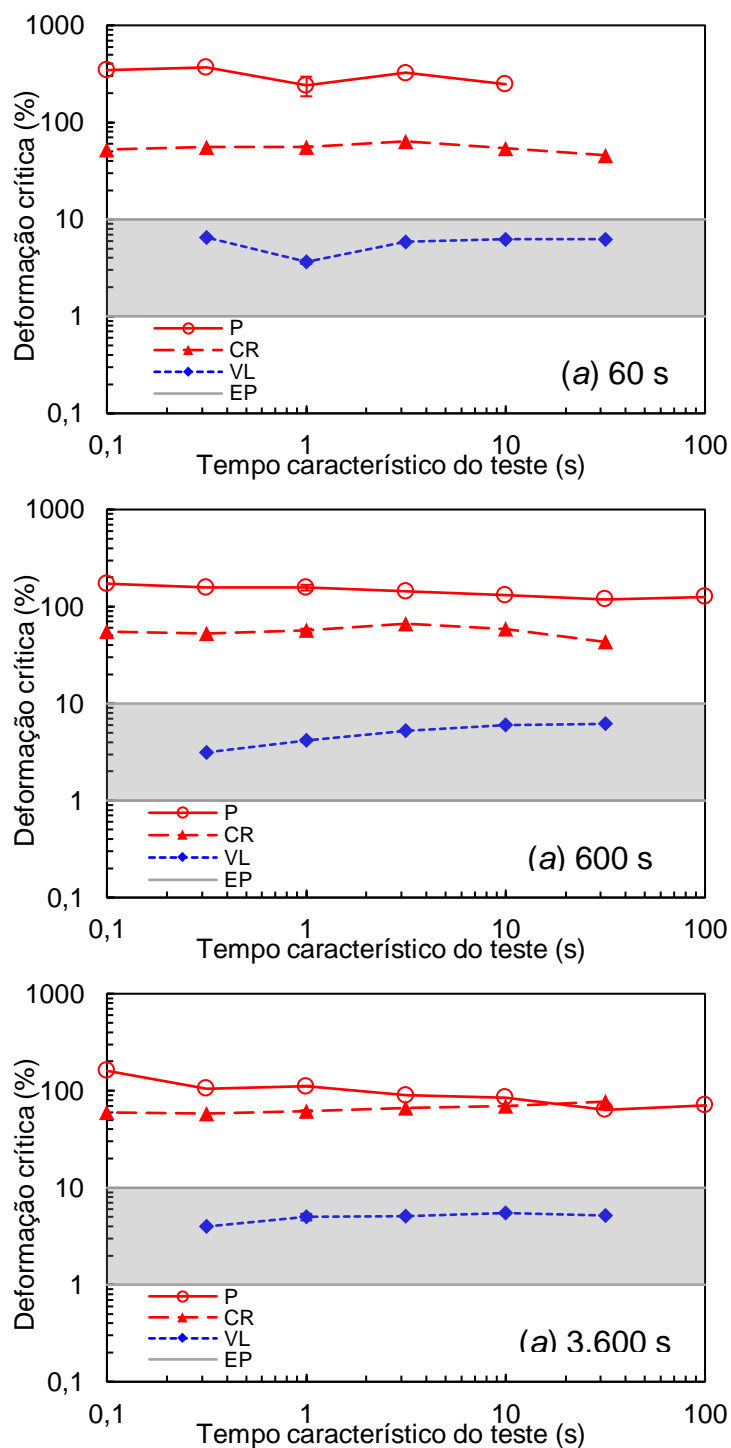 1000
100
10
1
0,1
Deformação crítica (%)
P
CR
VL
EP
(a) 60 s
0,1 1 10 100
Tempo característico do teste (s)
1000
100
10
1
0,1
Deformação crítica (%)
P
CR
VL
EP
(a) 600 s
0,1 1 10 100
Tempo característico do teste (s)
1000
100
10
1
0,1
Deformação crítica (%)
P
CR
VL
EP
(a) 3.600 s
0,1 1 10 100
Tempo característico do teste (s)